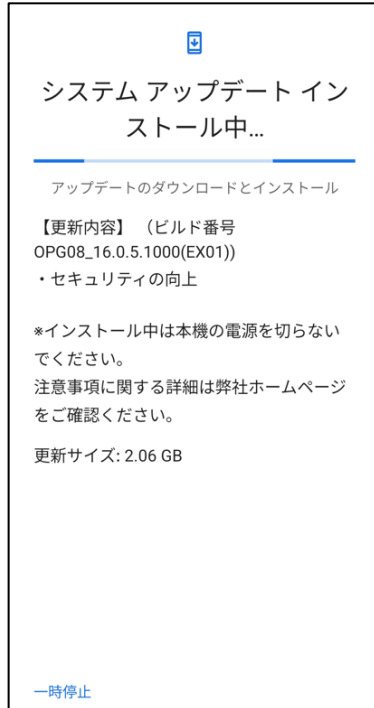 システム アップデート イン
ストール中...
アップデートのダウンロードとインストール
【更新内容】 （ビルド番号
OPG08_16.0.5.1000(EX01))
・セキュリティの向上
※インストール中は本機の電源を切らない
でください。
注意事項に関する詳細は弊社ホームページ
をご確認ください。
更新サイズ: 2.06 GB
一時停止